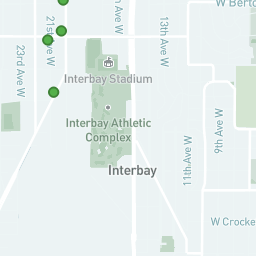 W Berto
23rd Ave W
21st Ave W
13th Ave W
Interbay Stadium
Interbay Athletic
Complex
Interbay
11th Ave W
9th Ave W
W Crocke